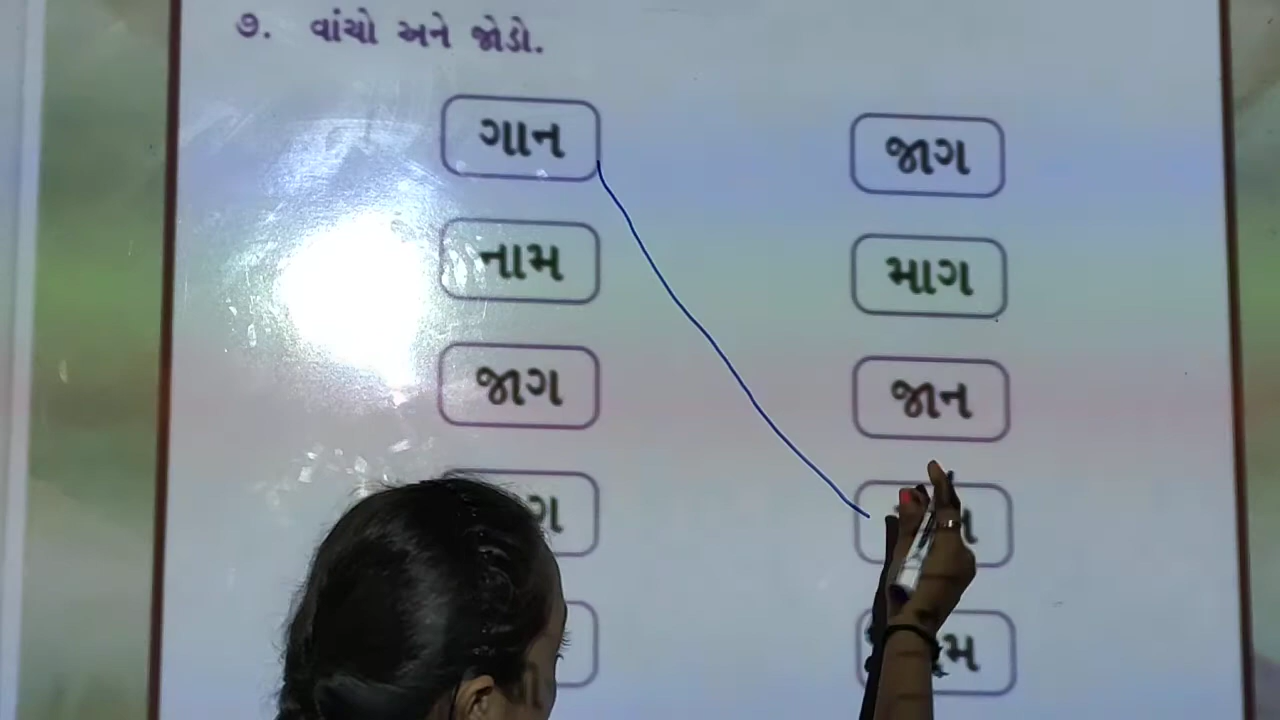 ૭. વાંચો અને જોડો.
ગાન જાગ
નામ માગ
જાગ જાન